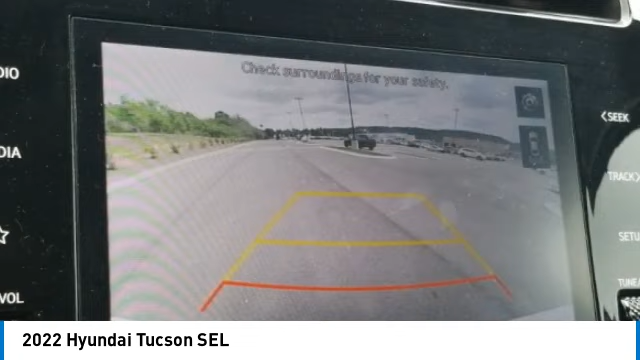 Check surroundings for your safety.
DIO
DIA
VOL
<SEEK
TRACK>
SETU
TUNE
2022 Hyundai Tucson SEL